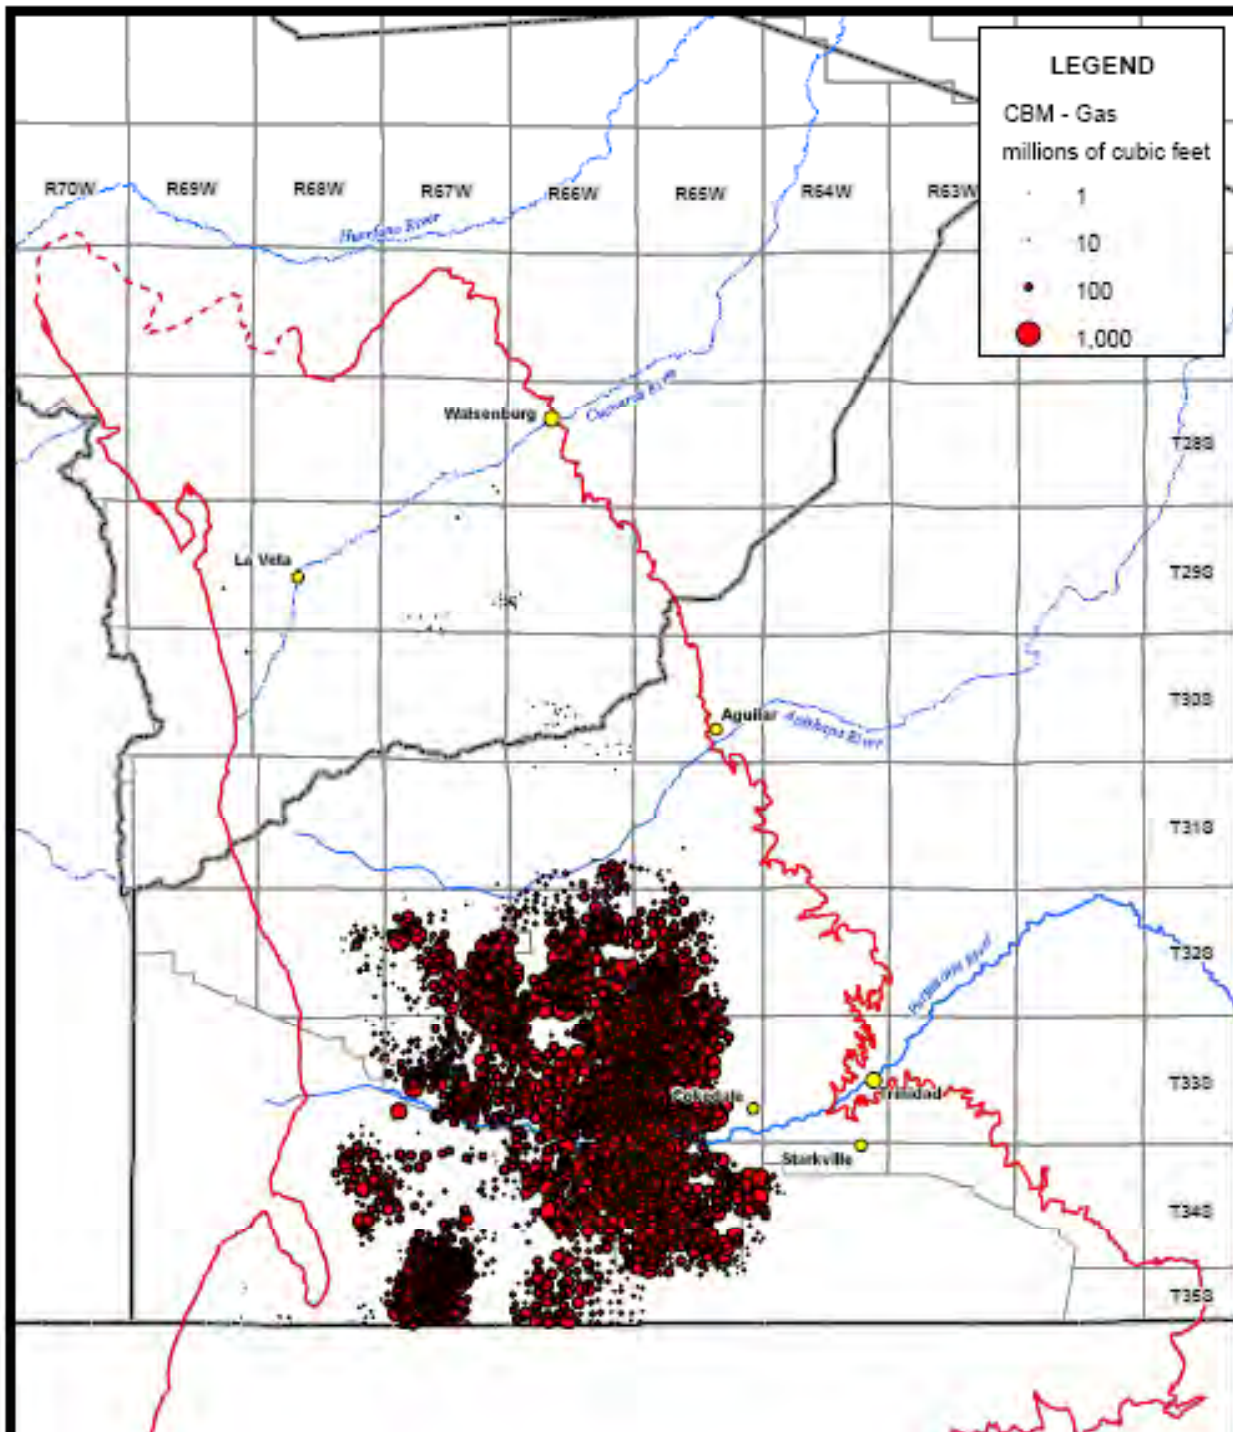 LEGEND
CBM - Gas
millions of cubic feet
1
10
100
1,000
R70W
R69W
R68W
R67W
R66W
R65W
R64W
R63W
Huerfano River
Walsenburg
Cucharas River
T28S
La Veta
T29S
T30S
Aguilar
Apishapa River
T31S
T32S
Purgatoire River
T33S
Cokedale
Trinidad
Starkville
T34S
T35S